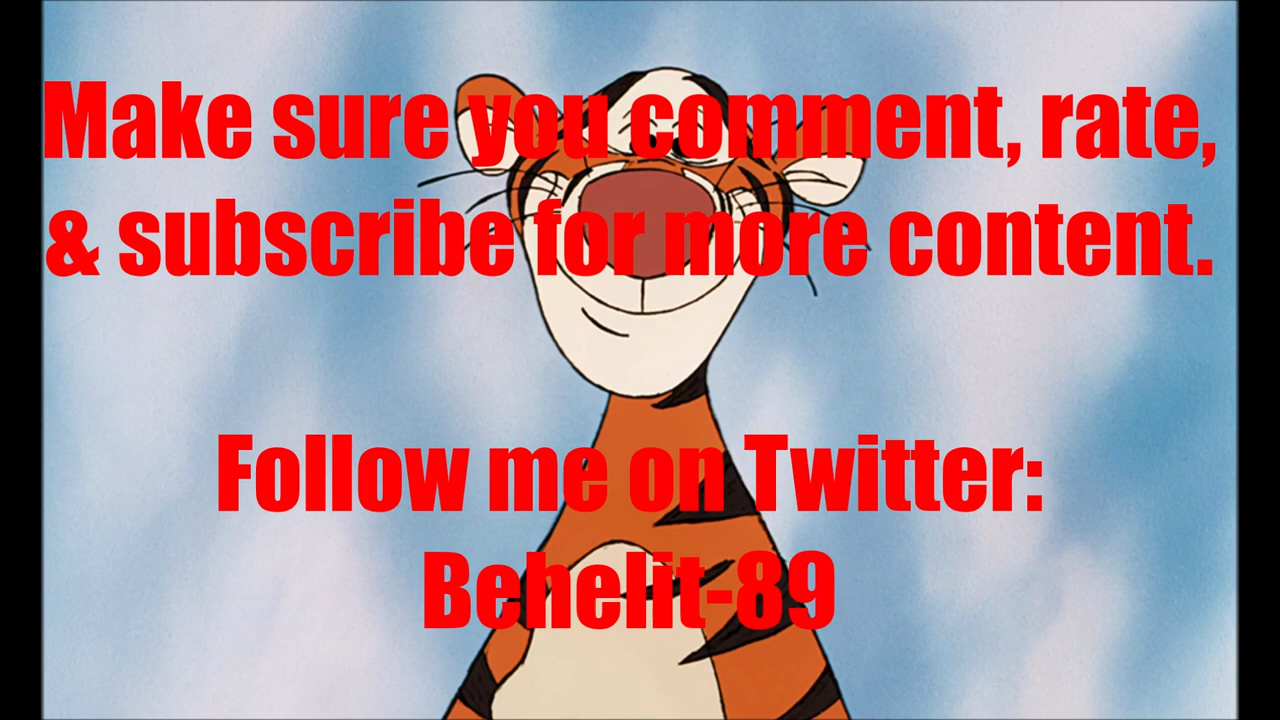 Make sure you comment, rate,
& subscribe for more content.
Follow me on Twitter:
Behelit-89